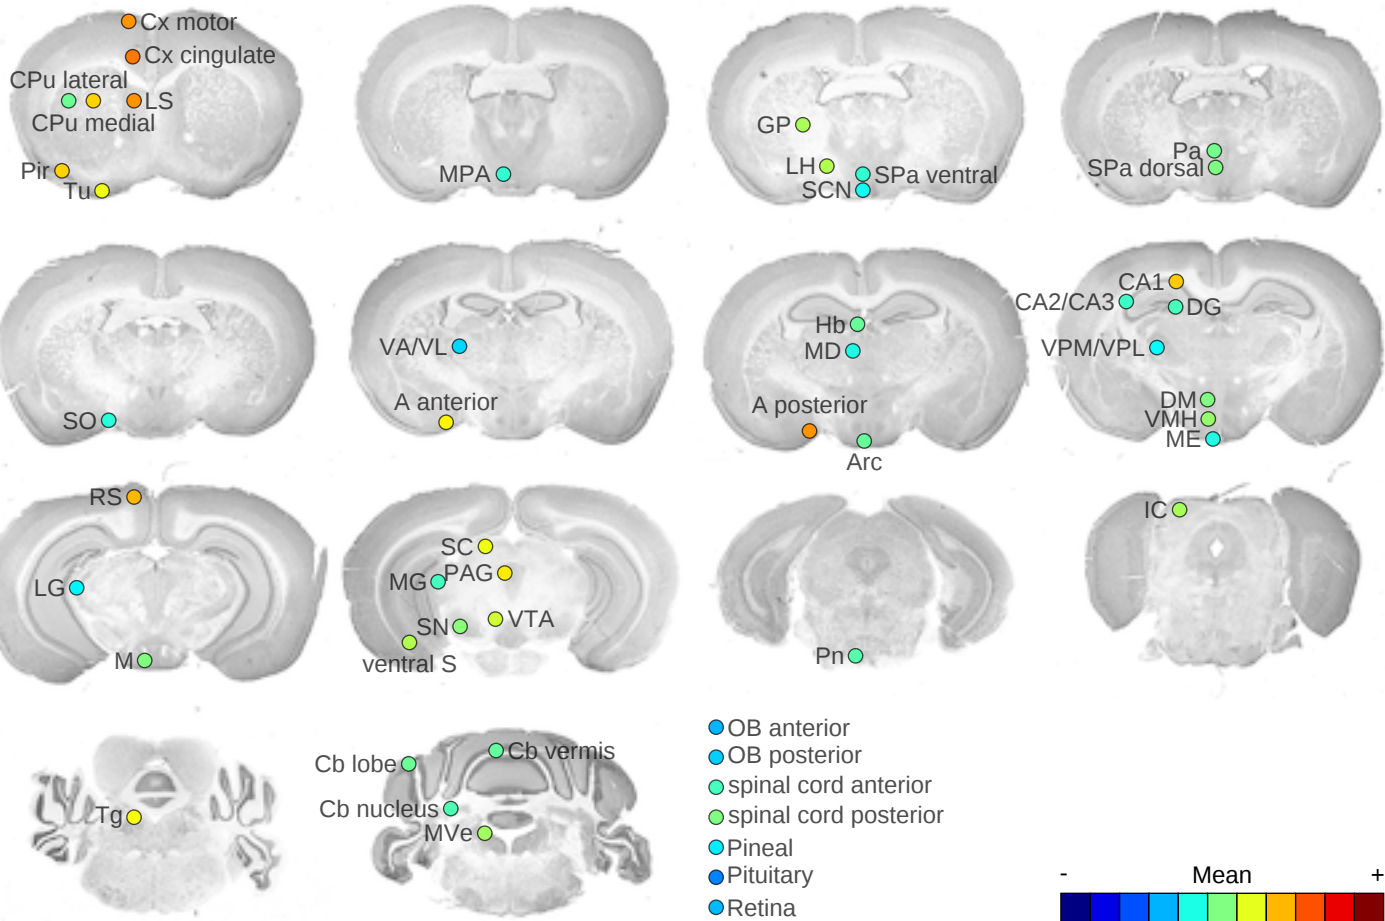 Cx motor
Cx cingulate
CPu lateral
LS
CPu medial
Pir
Tu
MPA
GP
LH
SPa ventral
SCN
Pa
SPa dorsal
SO
VA/VL
A anterior
Hb
MD
A posterior
Arc
CA1
CA2/CA3
DG
VPM/VPL
DM
VMH
ME
RS
LG
M
SC
MG
PAG
SN
VTA
ventral S
Pn
IC
Tg
Cb lobe
Cb vermis
Cb nucleus
MVe
OB anterior
OB posterior
spinal cord anterior
spinal cord posterior
Pineal
Pituitary
Retina
- Mean +